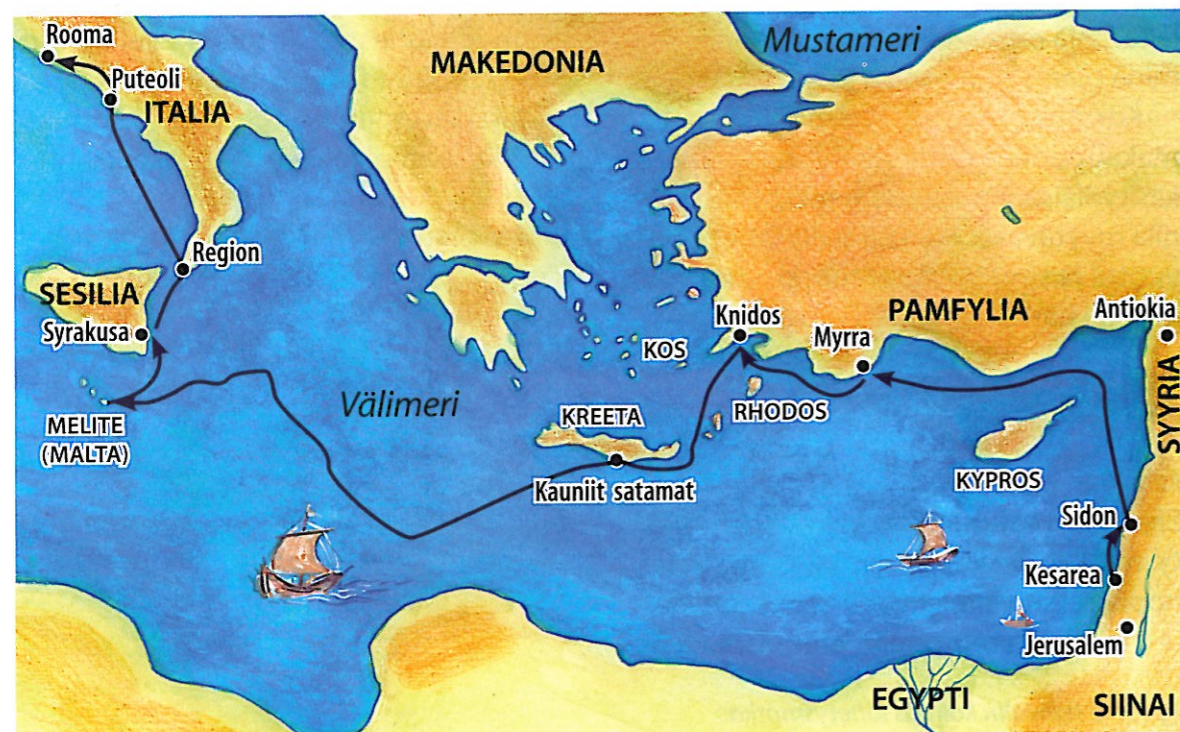 Rooma
Mustameri
MAKEDONIA
Puteoli
ITALIA
Region
SESILIA
Syrakusa
Knidos
PAMFYLIA
Antiokia
Myrra
KOS
SYYRIA
Välimeri
RHODOS
KREETA
MELITE
(MALTA)
KYPROS
Kauniit satamat
Sidon
Kesarea
Jerusalem
EGYPTI
SIINAI